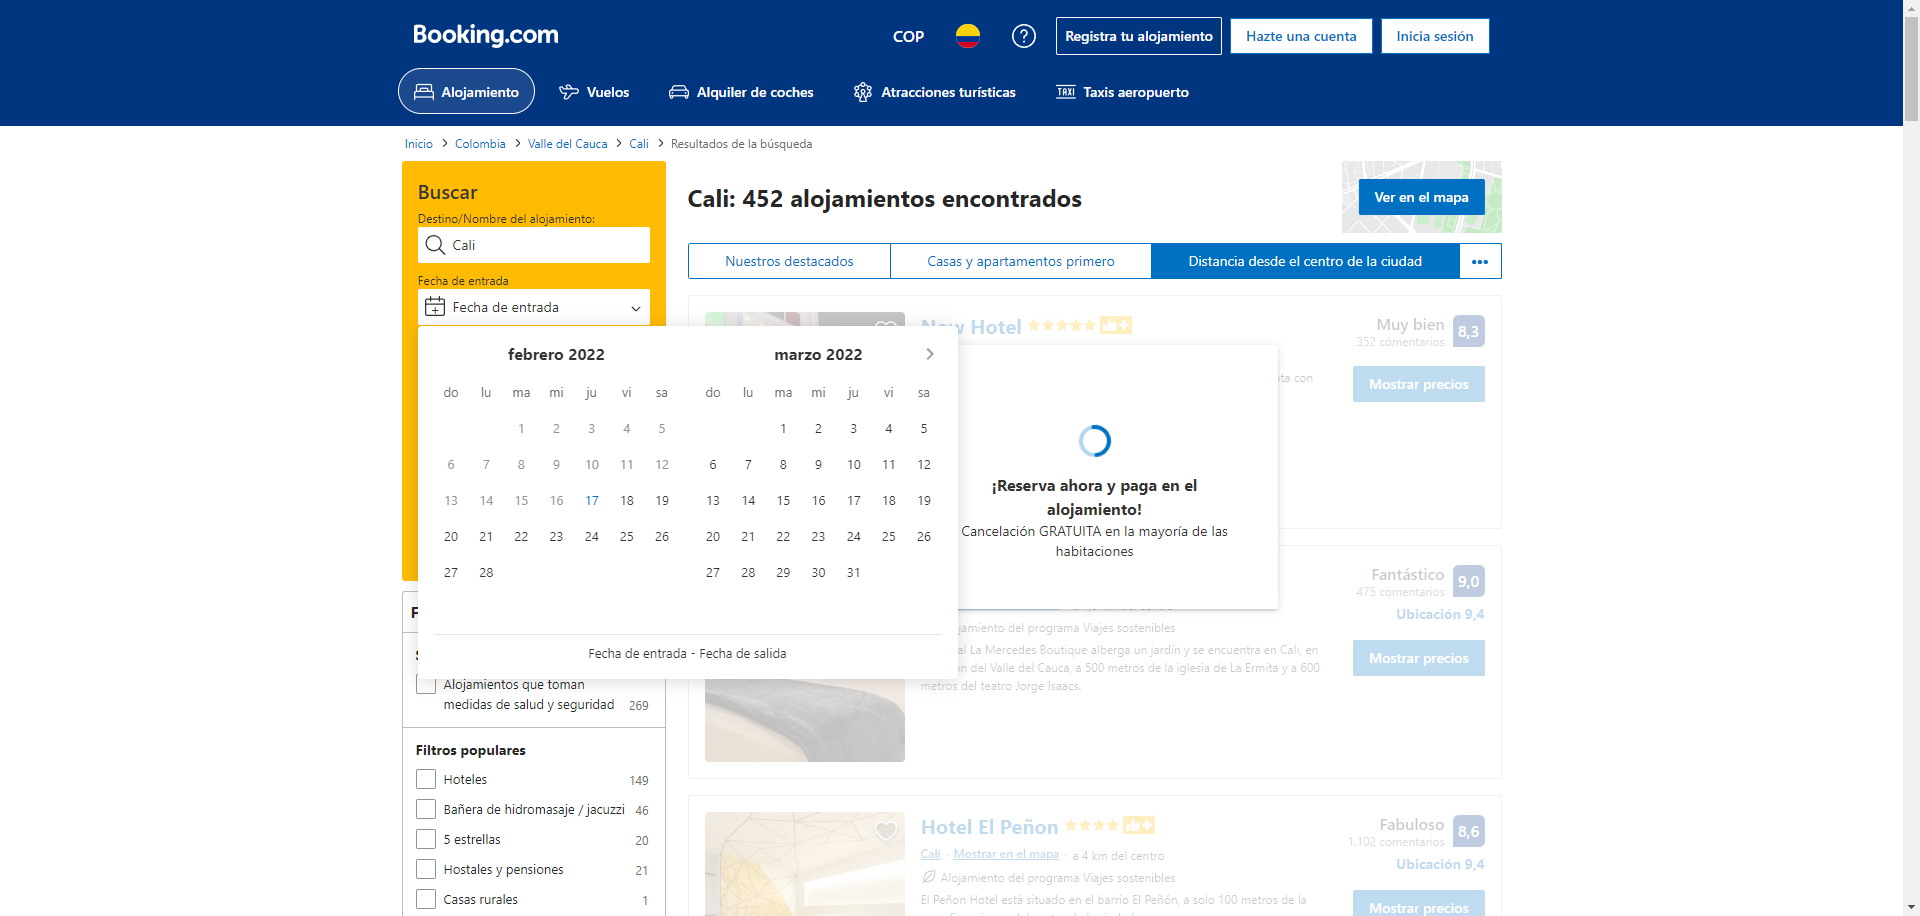 Booking.com
COP
Registra tu alojamiento
Hazte una cuenta
Inicia sesión
Alojamiento
Vuelos
Alquiler de coches
Atracciones turísticas
TAXI
Taxis aeropuerto
Inicio > Colombia > Valle del Cauca > Cali > Resultados de la búsqueda
Buscar
Destino/Nombre del alojamiento:
Cali
Fecha de entrada
Fecha de entrada
febrero 2022
do lu ma mi ju vi sa
1 2 3 4 5
6 7 8 9 10 11 12
13 14 15 16 17 18 19
20 21 22 23 24 25 26
27 28
marzo 2022
do lu ma mi ju vi sa
1 2 3 4 5
6 7 8 9 10 11 12
13 14 15 16 17 18 19
20 21 22 23 24 25 26
27 28 29 30 31
Fecha de entrada - Fecha de salida
Alojamientos que toman
medidas de salud y seguridad 269
Filtros populares
Hoteles 149
Bañera de hidromasaje / jacuzzi 46
5 estrellas 20
Hostales y pensiones 21
Casas rurales 1
Cali: 452 alojamientos encontrados
Ver en el mapa
Nuestros destacados
Casas y apartamentos primero
Distancia desde el centro de la ciudad
Now Hotel
Muy bien
352 comentarios
8,3
Mostrar precios
con
¡Reserva ahora y paga en el
alojamiento!
Cancelación GRATUITA en la mayoría de las
habitaciones
Fantástico
475 comentarios
9,0
Ubicación 9,4
Mostrar precios
del programa Viajes sostenibles
La Mercedes Boutique alberga un jardín y se encuentra en Cali, en
del Valle del Cauca, a 500 metros de la iglesia de La Ermita y a 600
metros del teatro Jorge Isaacs.
Hotel El Peñon
Cali · Mostrar en el mapa · a 4 km del centro
Alojamiento del programa Viajes sostenibles
El Peñon Hotel está situado en el barrio El Peñón, a solo 100 metros de la
Fabuloso
1.102 comentarios
8,6
Ubicación 9,4
Mostrar precios